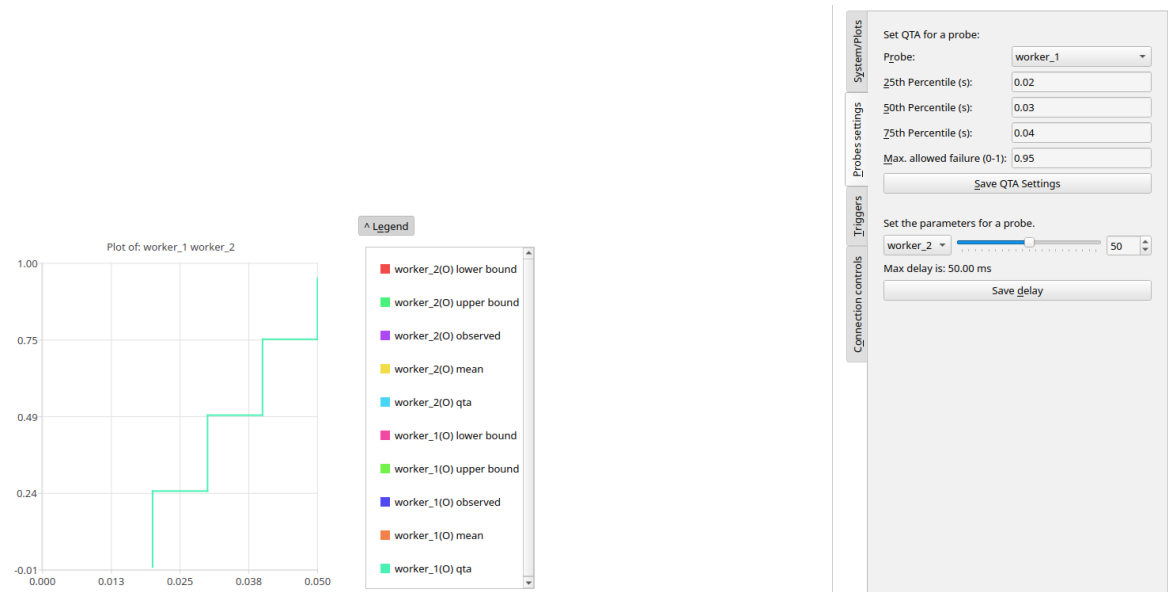 ^ Legend
Plot of: worker_1 worker_2
1.00
0.75
0.49
0.24
-0.01
0.000 0.013 0.025 0.038 0.050
worker_2(O) lower bound
worker_2(O) upper bound
worker_2(O) observed
worker_2(O) mean
worker_2(O) qta
worker_1(O) lower bound
worker_1(O) upper bound
worker_1(O) observed
worker_1(O) mean
worker_1(O) qta
System/Plots
Probes settings
Triggers
Connection controls
Set QTA for a probe:
Probe: worker_1
25th Percentile (s): 0.02
50th Percentile (s): 0.03
75th Percentile (s): 0.04
Max. allowed failure (0-1): 0.95
Save QTA Settings
Set the parameters for a probe.
worker_2 50
Max delay is: 50.00 ms
Save delay